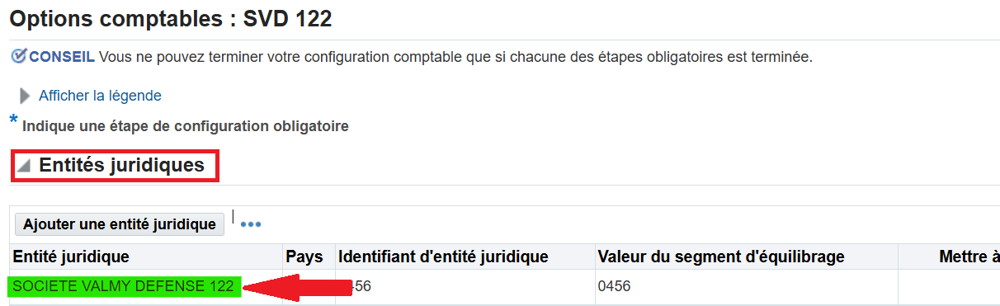 Options comptables : SVD 122
CONSEIL Vous ne pouvez terminer votre configuration comptable que si chacune des étapes obligatoires est terminée.
Afficher la légende
* Indique une étape de configuration obligatoire
Entités juridiques
Ajouter une entité juridique
Entité juridique Pays Identifiant d'entité juridique Valeur du segment d'équilibrage Mettre à
SOCIETE VALMY DEFENSE 122 0456